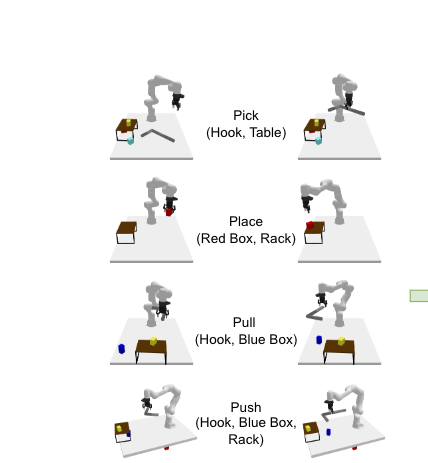 Pick
(Hook, Table)
Place
(Red Box, Rack)
Pull
(Hook, Blue Box)
Push
(Hook, Blue Box,
Rack)